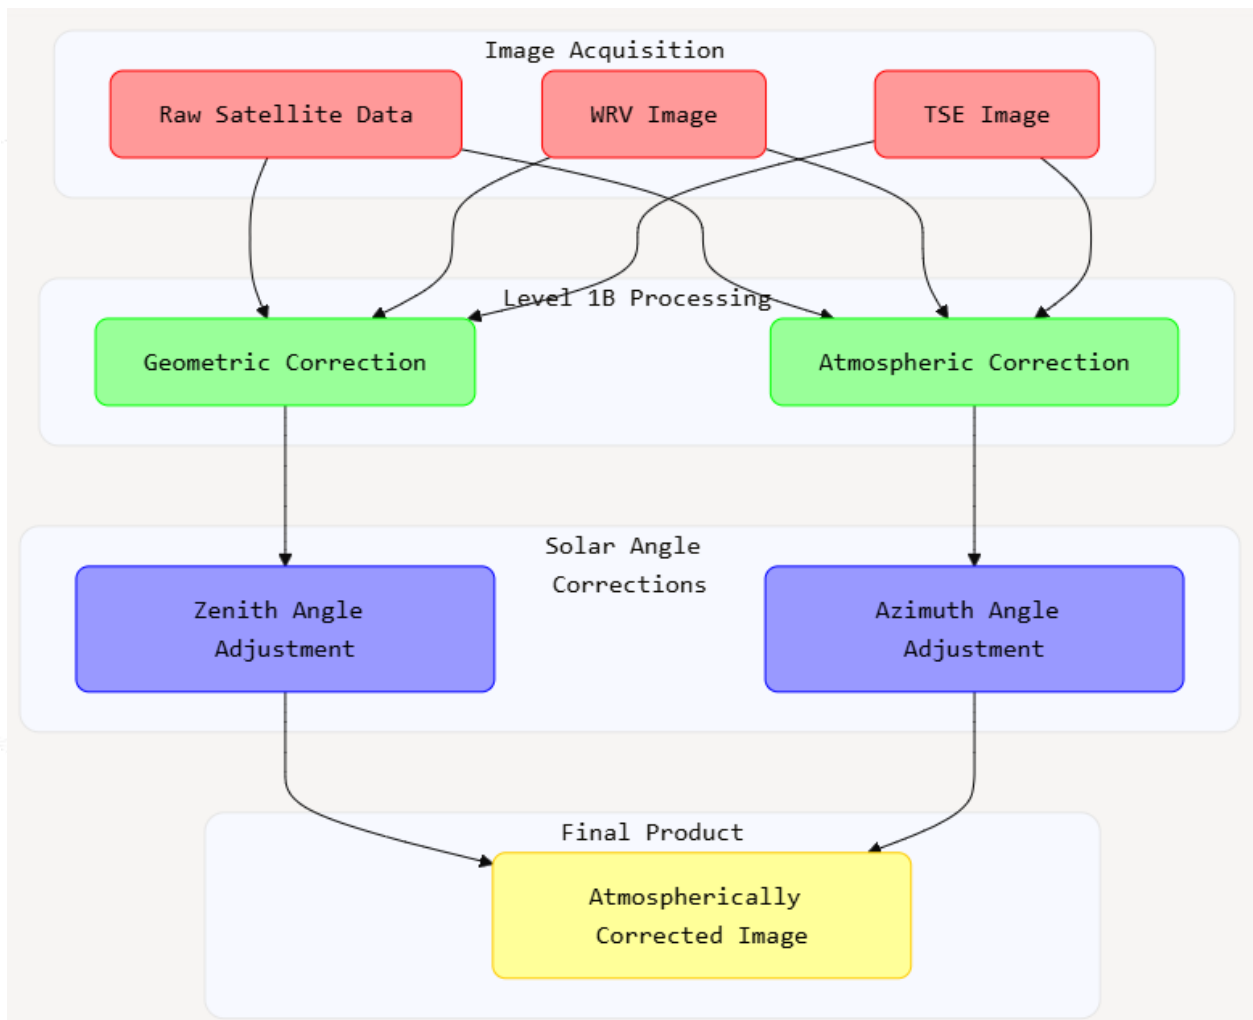 Image Acquisition
Raw Satellite Data
WRV Image
TSE Image
Level 1B Processing
Geometric Correction
Atmospheric Correction
Solar Angle
Corrections
Zenith Angle
Adjustment
Azimuth Angle
Adjustment
Final Product
Atmospherically
Corrected Image